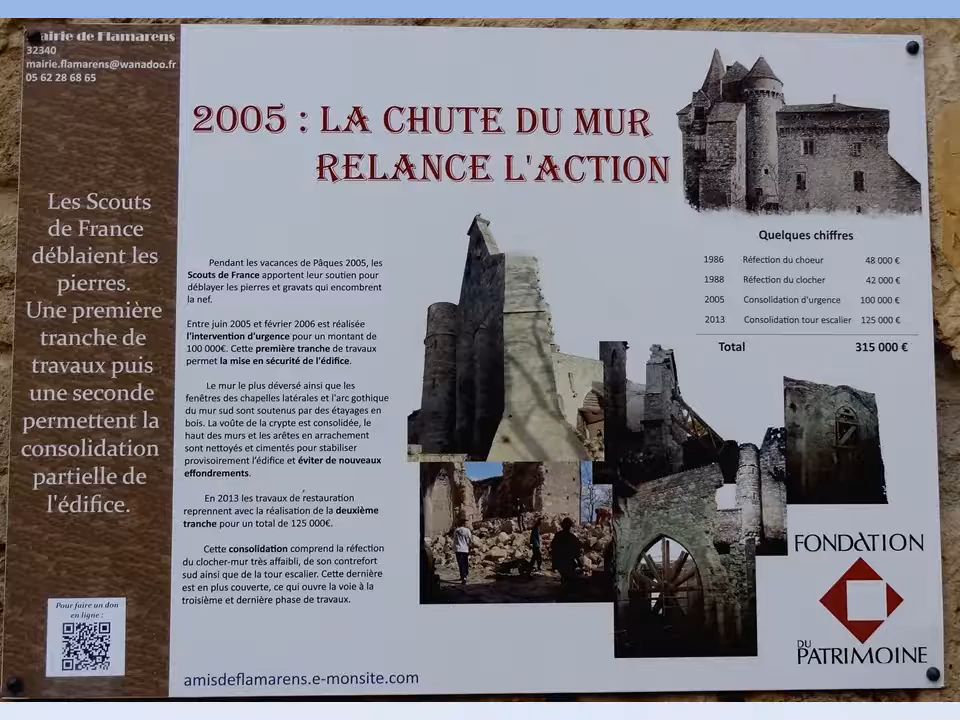 airie de Flamarens
32340
mairie.flamarens@wanadoo.fr
05 62 28 68 65
Les Scouts
de France
déblaient les
pierres.
Une première
tranche de
travaux puis
une seconde
permettent la
consolidation
partielle de
l'édifice.
Pour faire un don
en ligne :
2005 : LA CHUTE DU MUR
RELANCE L'ACTION
Pendant les vacances de Pâques 2005, les
Scouts de France apportent leur soutien pour
déblayer les pierres et gravats qui encombrent
la nef.
Entre juin 2005 et février 2006 est réalisée
l'intervention d'urgence pour un montant de
100 000€. Cette première tranche de travaux
permet la mise en sécurité de l'édifice.
Le mur le plus déversé ainsi que les
fenêtres des chapelles latérales et l'arc gothique
du mur sud sont soutenus par des étayages en
bois. La voûte de la crypte est consolidée, le
haut des murs et les arêtes en arrachement
sont nettoyés et cimentés pour stabiliser
provisoirement l'édifice et éviter de nouveaux
effondrements.
En 2013 les travaux de restauration
reprennent avec la réalisation de la deuxième
tranche pour un total de 125 000€.
Cette consolidation comprend la réfection
du clocher-mur très affaibli, de son contrefort
sud ainsi que de la tour escalier. Cette dernière
est en plus couverte, ce qui ouvre la voie à la
troisième et dernière phase de travaux.
amisdeflamarens.e-monsite.com
Quelques chiffres
1986 Réfection du choeur 48 000 €
1988 Réfection du clocher 42 000 €
2005 Consolidation d'urgence 100 000 €
2013 Consolidation tour escalier 125 000 €
Total 315 000 €
FONDATION
DU
PATRIMOINE